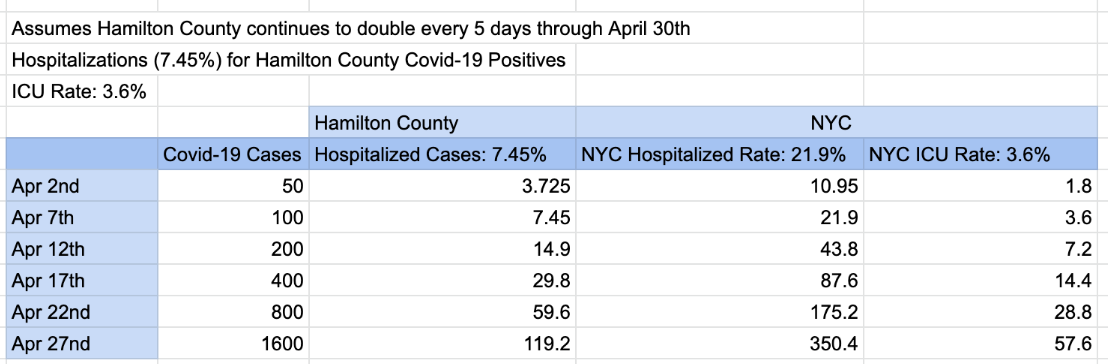 Assumes Hamilton County continues to double every 5 days through April 30th
Hospitalizations (7.45%) for Hamilton County Covid-19 Positives
ICU Rate: 3.6%
Hamilton County NYC
Covid-19 Cases Hospitalized Cases: 7.45% NYC Hospitalized Rate: 21.9% NYC ICU Rate: 3.6%
Apr 2nd 50 3.725 10.95 1.8
Apr 7th 100 7.45 21.9 3.6
Apr 12th 200 14.9 43.8 7.2
Apr 17th 400 29.8 87.6 14.4
Apr 22nd 800 59.6 175.2 28.8
Apr 27nd 1600 119.2 350.4 57.6